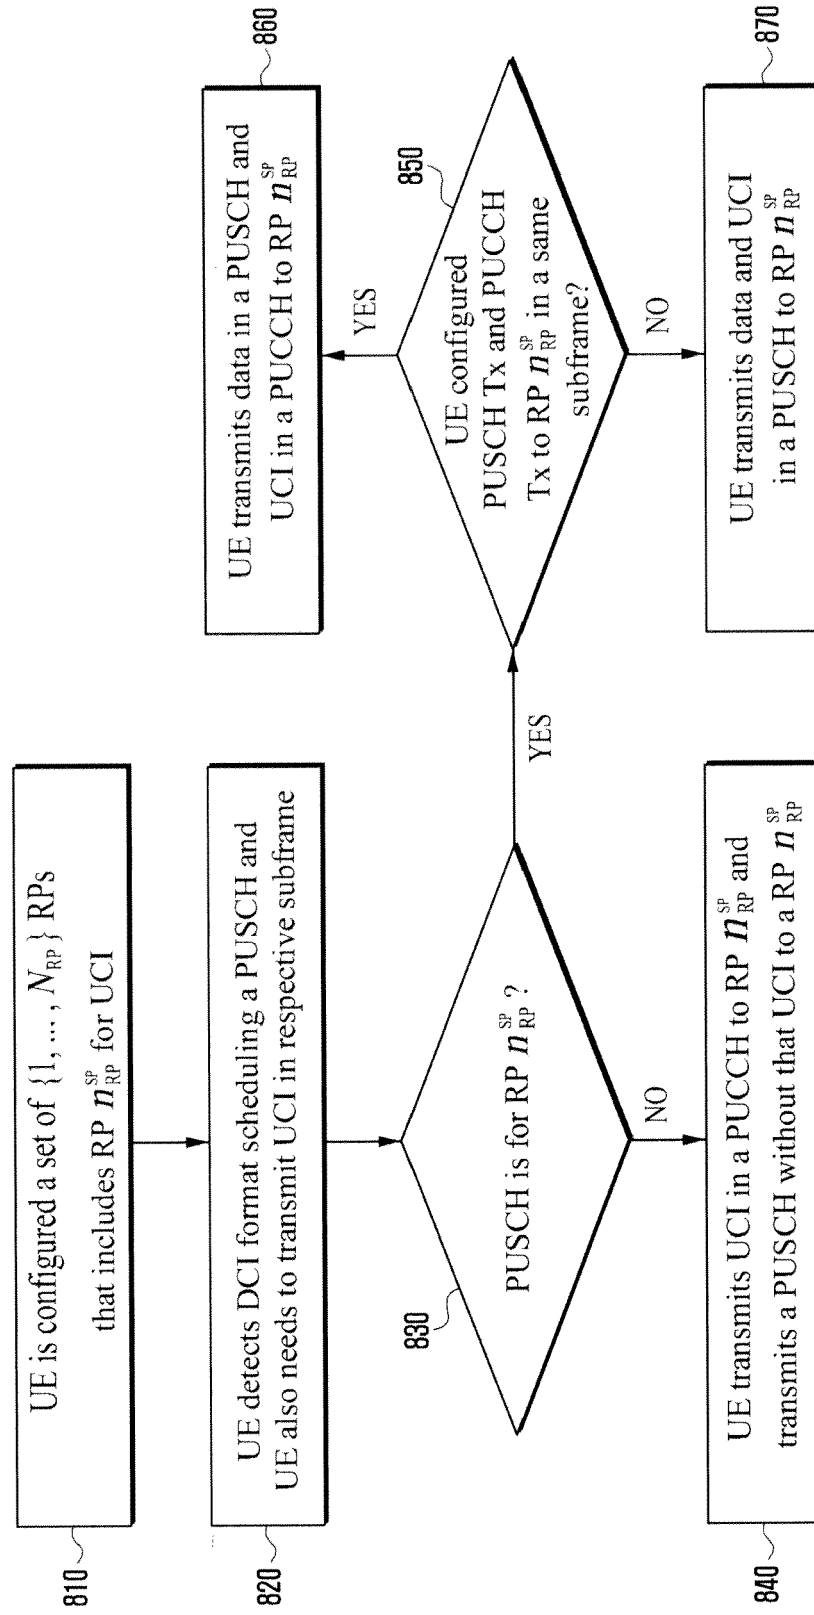 UE is configured a set of {1, ..., N_RP} RPs
that includes RP n_RP^SP for UCI
810
UE detects DCI format scheduling a PUSCH and
UE also needs to transmit UCI in respective subframe
820
PUSCH is for RP n_RP^SP ?
830
NO
YES
UE transmits UCI in a PUCCH to RP n_RP^SP and
transmits a PUSCH without that UCI to a RP n_RP^SP
840
UE configured
PUSCH Tx and PUCCH
Tx to RP n_RP^SP in a same
subframe?
850
YES
UE transmits data in a PUSCH and
UCI in a PUCCH to RP n_RP^SP
860
NO
UE transmits data and UCI
in a PUSCH to RP n_RP^SP
870